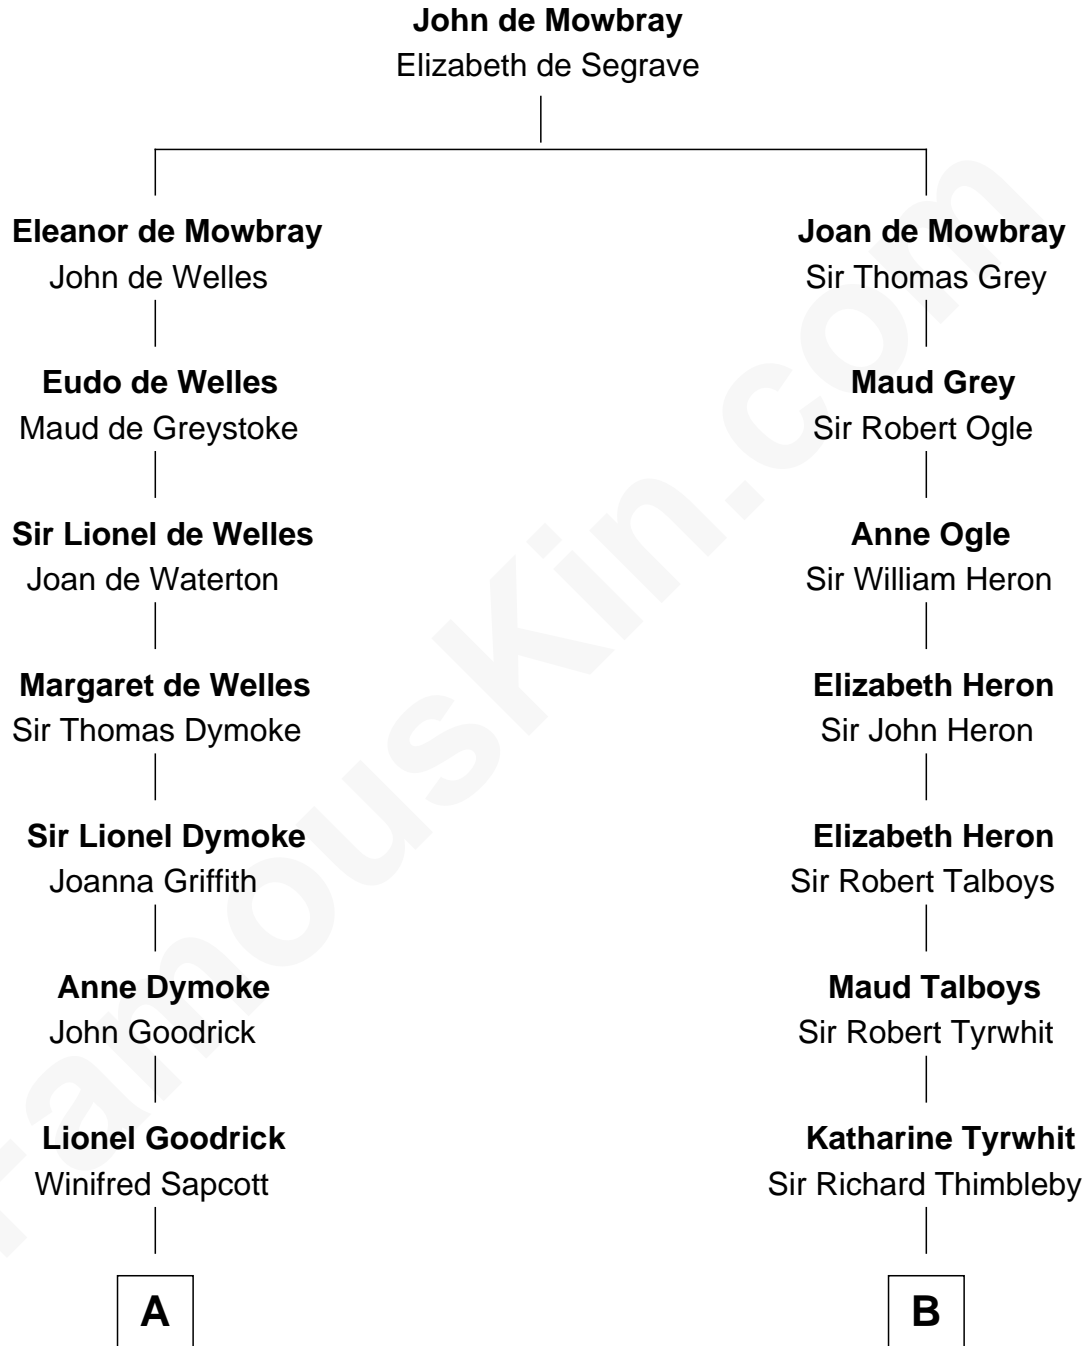 John de Mowbray
Elizabeth de Segrave
Eleanor de Mowbray
John de Welles
Joan de Mowbray
Sir Thomas Grey
Eudo de Welles
Maud de Greystoke
Maud Grey
Sir Robert Ogle
Sir Lionel de Welles
Joan de Waterton
Anne Ogle
Sir William Heron
Margaret de Welles
Sir Thomas Dymoke
Elizabeth Heron
Sir John Heron
Sir Lionel Dymoke
Joanna Griffith
Elizabeth Heron
Sir Robert Talboys
Anne Dymoke
John Goodrick
Maud Talboys
Sir Robert Tyrwhit
Lionel Goodrick
Winifred Sapcott
Katharine Tyrwhit
Sir Richard Thimbleby
A
B
FamousKin.com